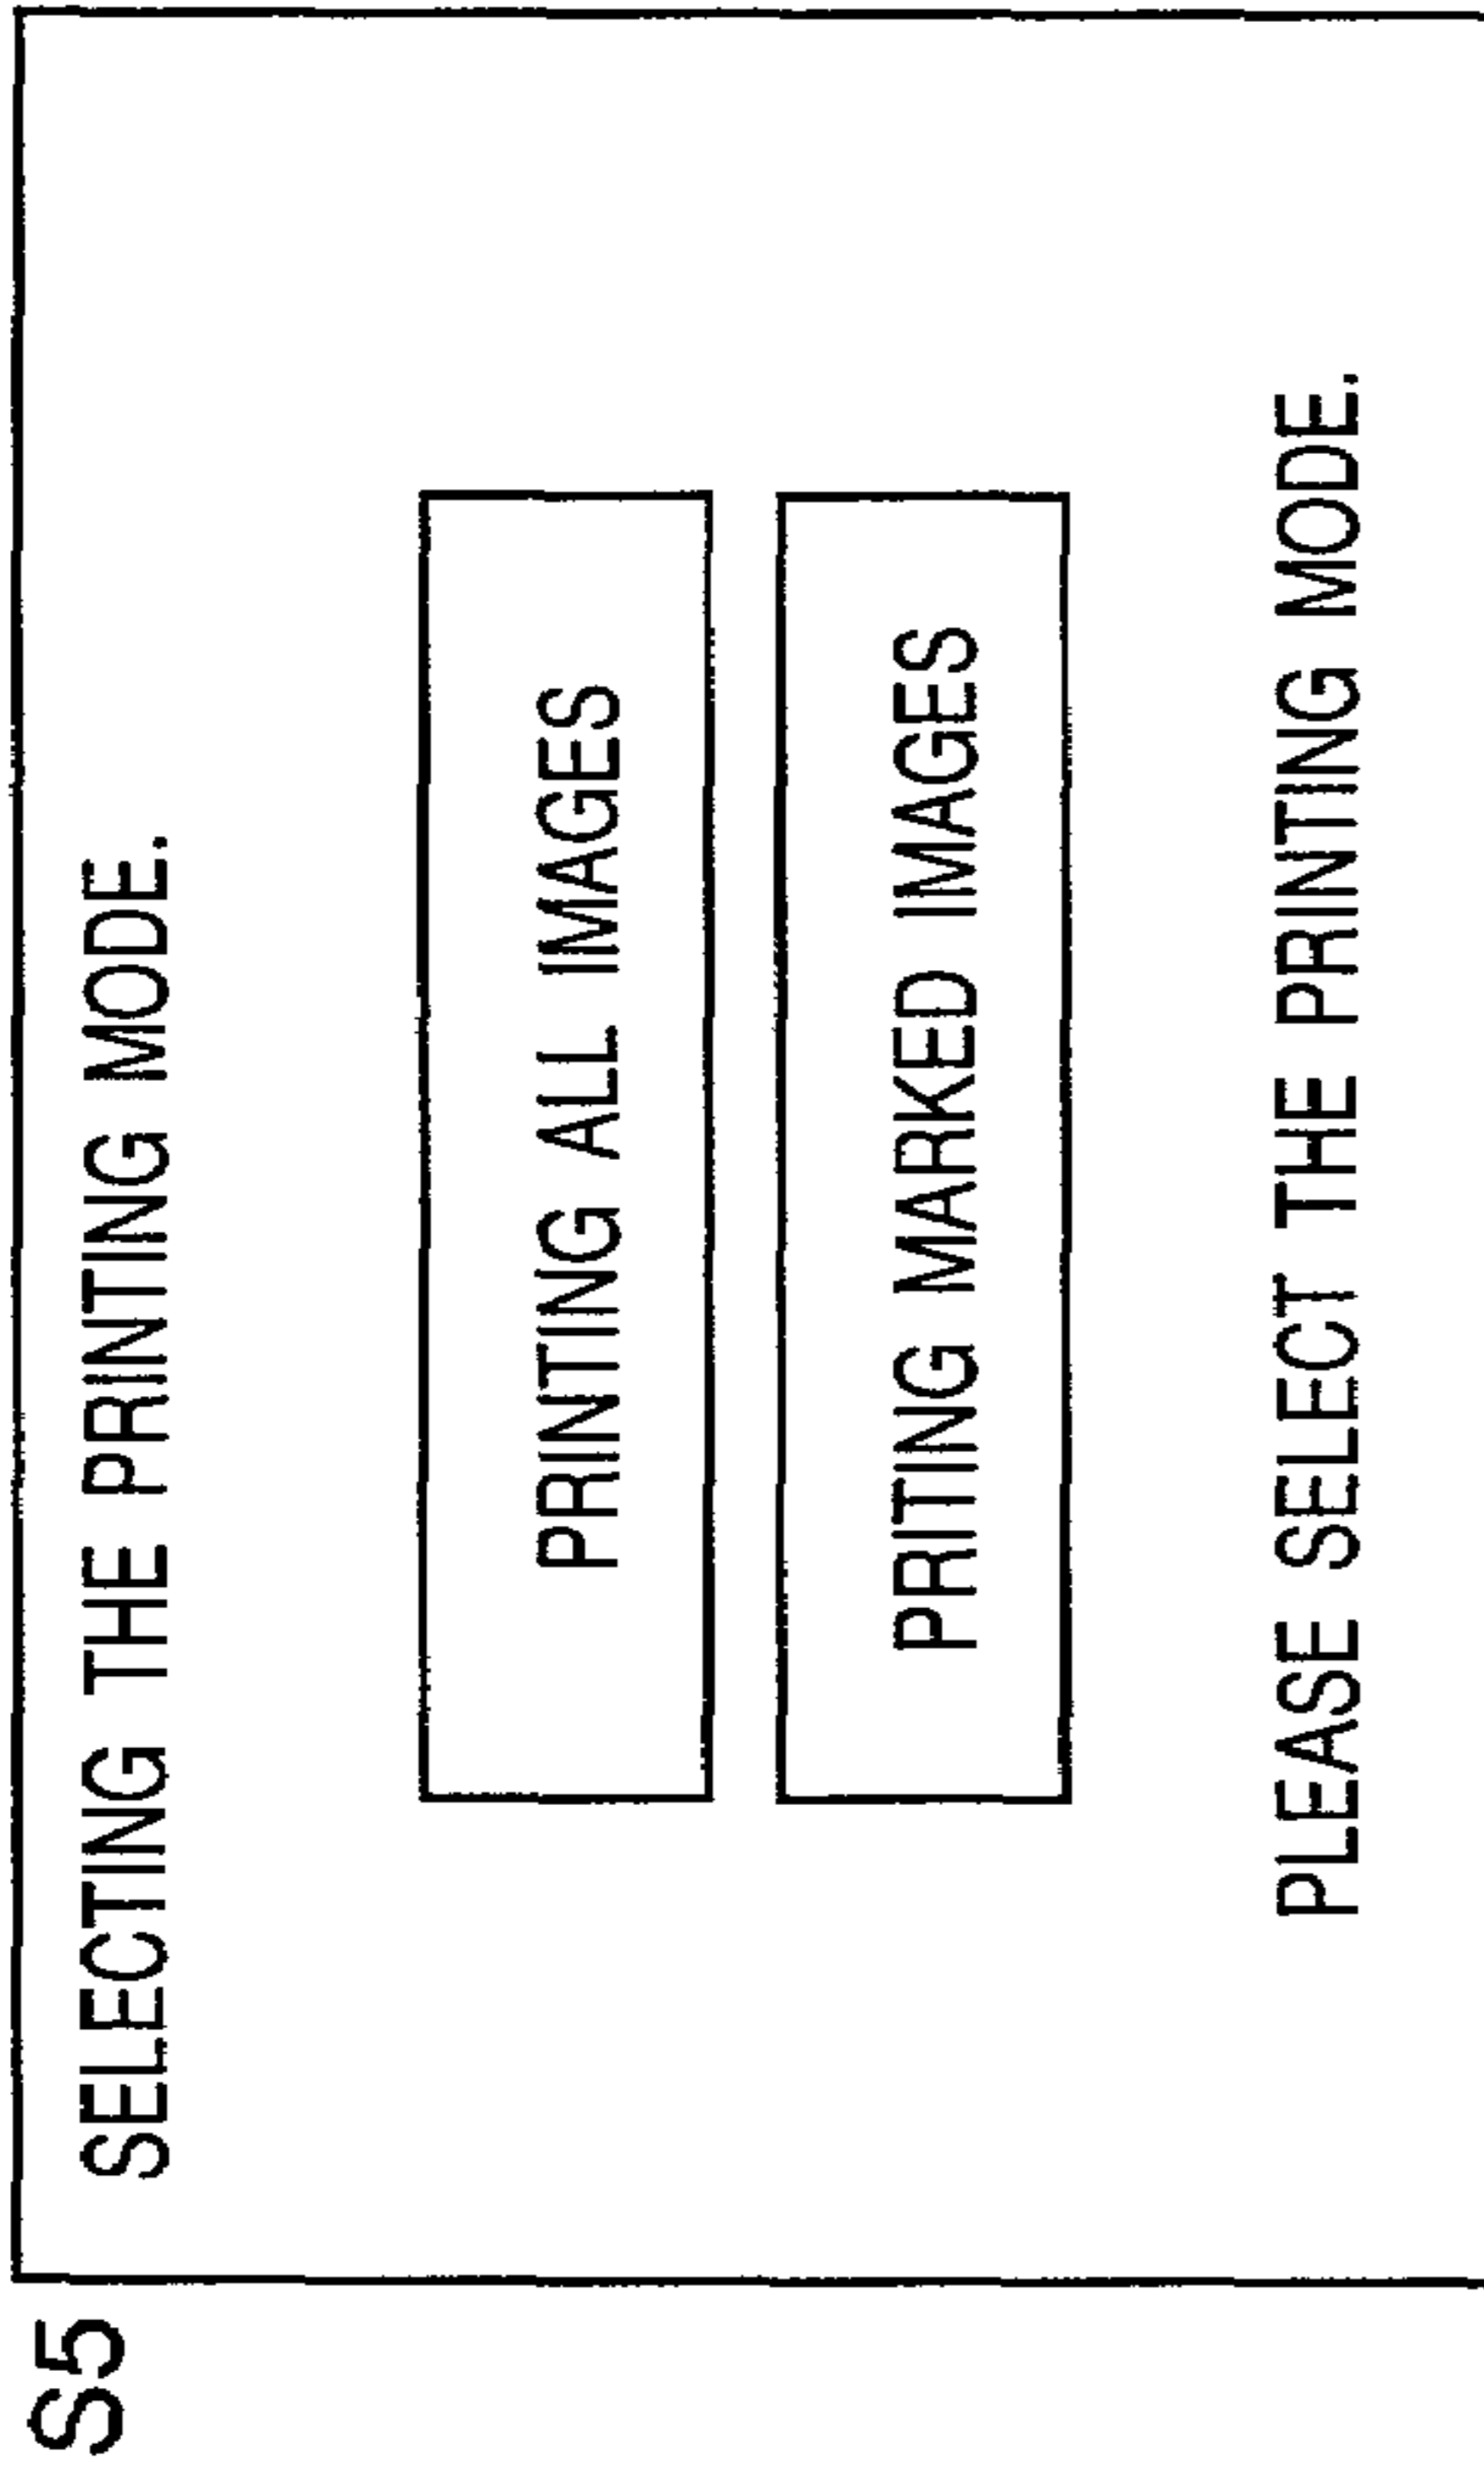 S5
SELECTING THE PRINTING MODE.
PRINTING ALL IMAGES
PRITING MARKED IMAGES
PLEASE SELECT THE PRINTING MODE.